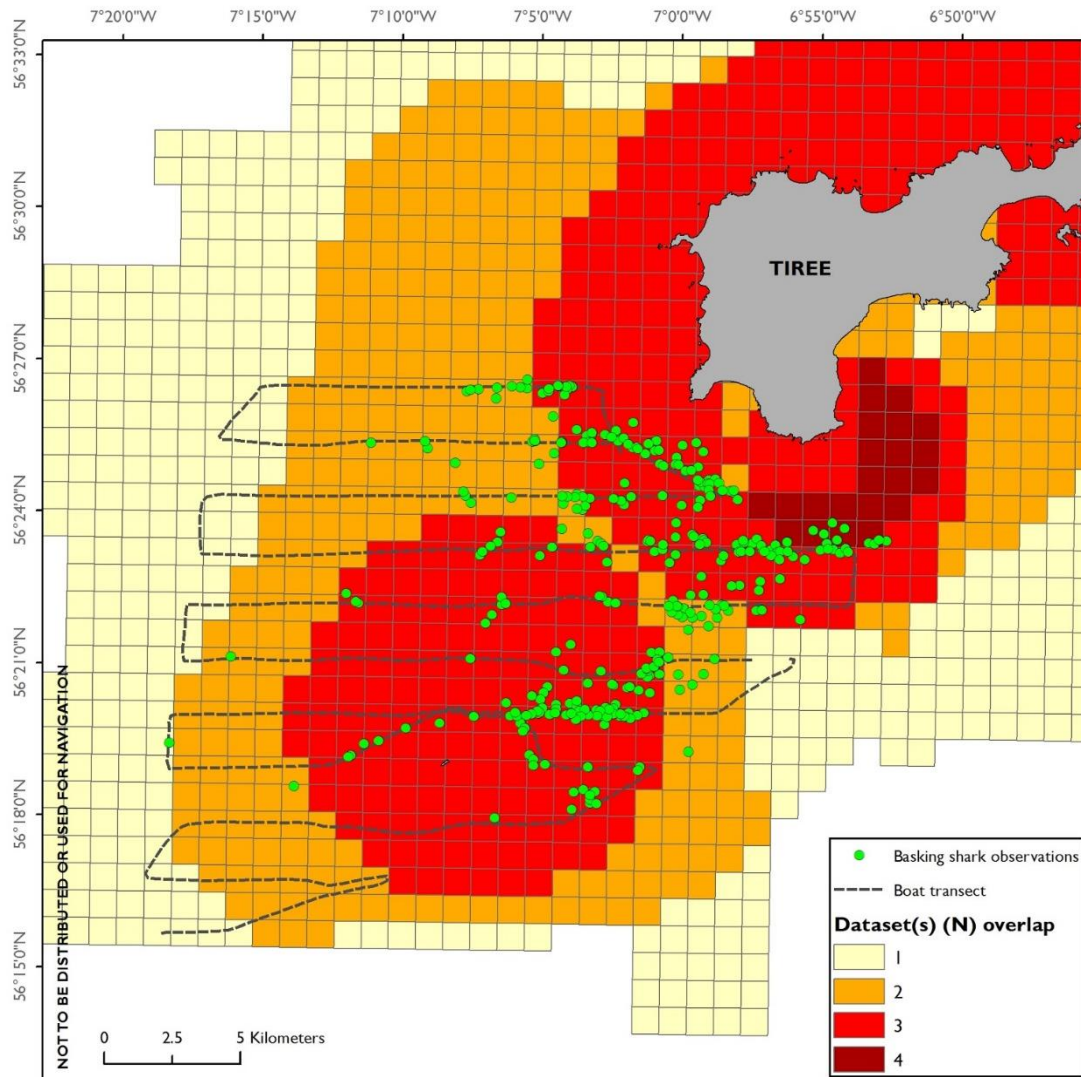 7°20'0"W 7°15'0"W 7°10'0"W 7°5'0"W 7°0'0"W 6°55'0"W 6°50'0"W
56°33'0"N
56°30'0"N
56°27'0"N
56°24'0"N
56°21'0"N
56°18'0"N
56°15'0"N
TIREE
NOT TO BE DISTRIBUTED OR USED FOR NAVIGATION
0 2.5 5 Kilometers
Basking shark observations
Boat transect
Dataset(s) (N) overlap
1
2
3
4